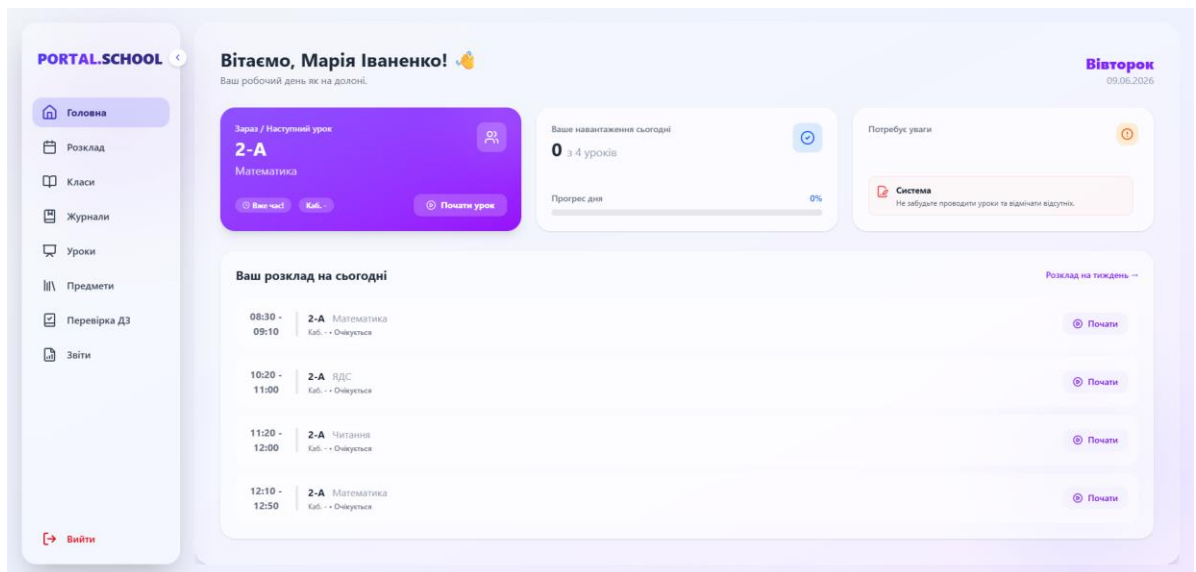 PORTAL.SCHOOL
Головна
Розклад
Класи
Журнали
Уроки
Предмети
Перевірка ДЗ
Звіти
Вийти
Вітаємо, Марія Іваненко! 👋
Ваш робочий день як на долоні.
Вівторок
09.06.2026
Зараз / Наступний урок
2-А
Математика
Вже час!
Каб. -
Почати урок
Ваше навантаження сьогодні
0 з 4 уроків
Прогрес дня
0%
Потребує уваги
Система
Не забудьте проводити уроки та відмічати відсутніх.
Ваш розклад на сьогодні
Розклад на тиждень →
08:30 -
09:10
2-А Математика
Каб. - • Очікується
Почати
10:20 -
11:00
2-А ЯДС
Каб. - • Очікується
Почати
11:20 -
12:00
2-А Читання
Каб. - • Очікується
Почати
12:10 -
12:50
2-А Математика
Каб. - • Очікується
Почати